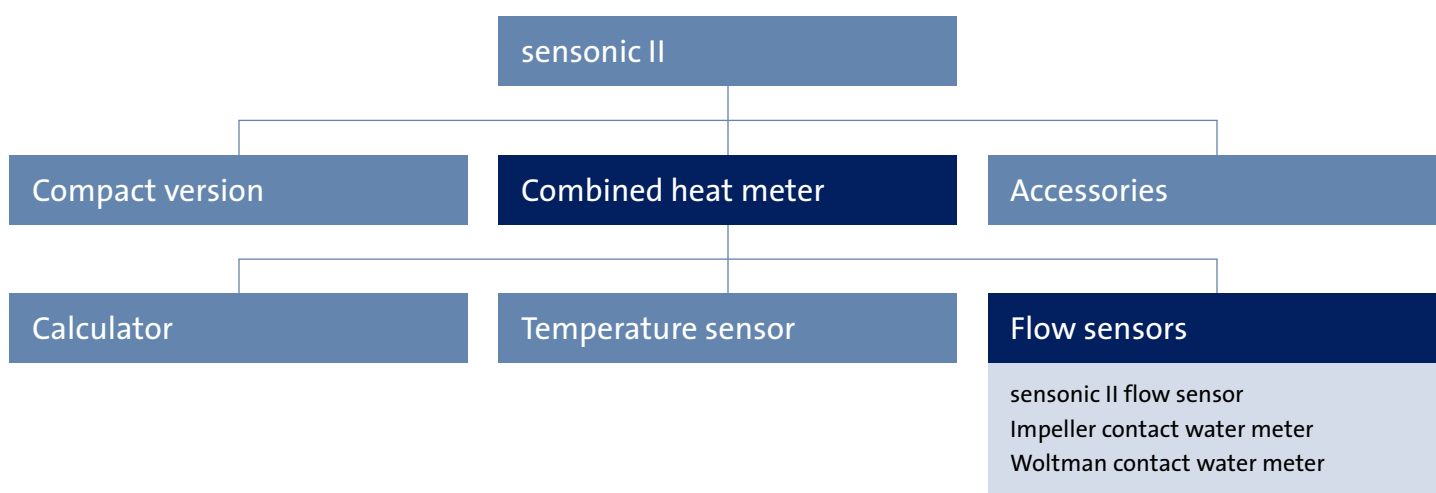 sensonic II
Compact version
Combined heat meter
Accessories
Calculator
Temperature sensor
Flow sensors
sensonic II flow sensor
Impeller contact water meter
Woltman contact water meter